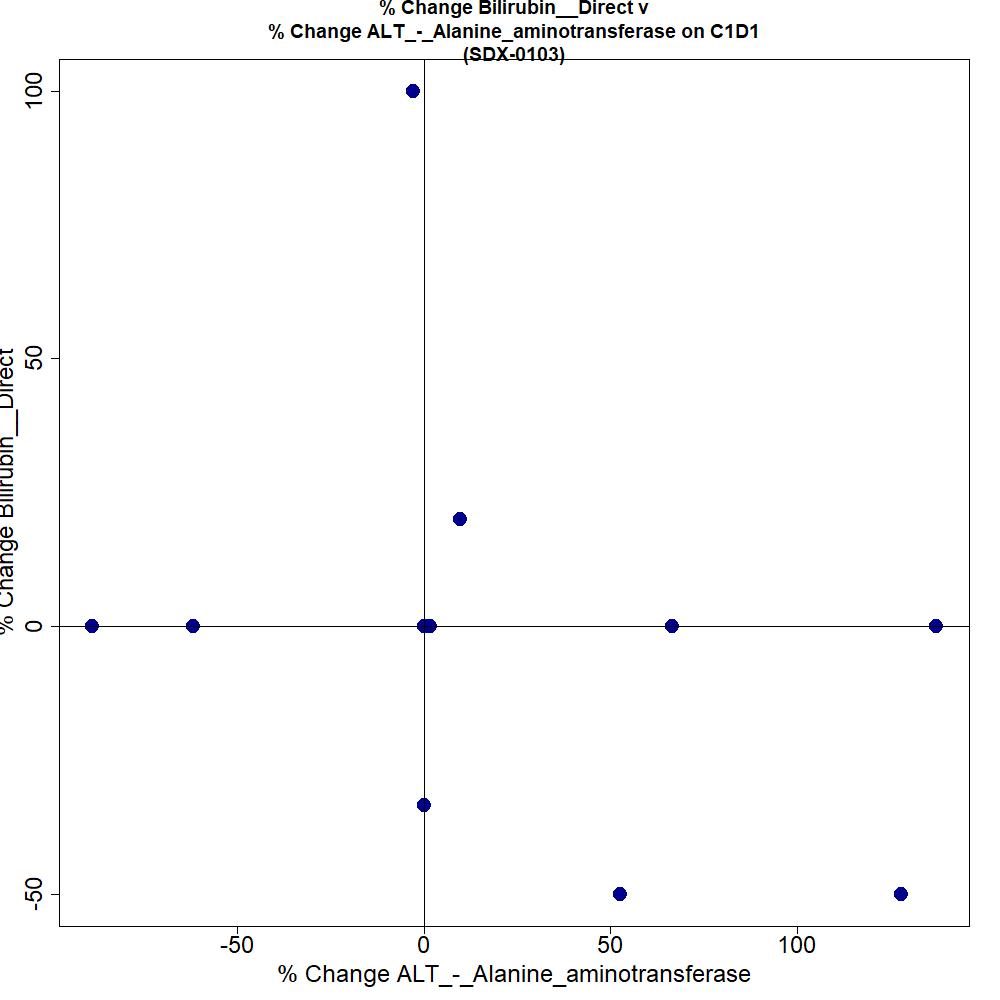 % Change Bilirubin__Direct v
% Change ALT_-_Alanine_aminotransferase on C1D1
(SDX-0103)
% Change Bilirubin__Direct
100
50
0
-50
-50
0
50
100
% Change ALT_-_Alanine_aminotransferase